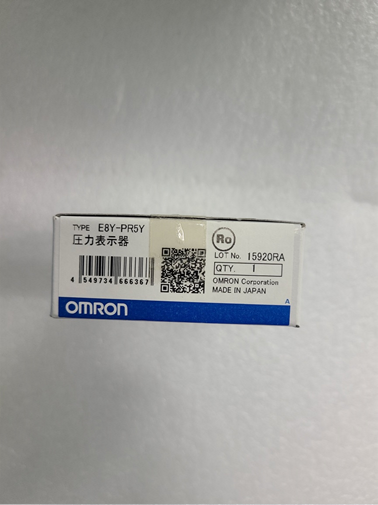 TYPE E8Y-PR5Y
圧力表示器
4 549734 666367
Ro
LOT No. 15920RA
QTY. 1
OMRON Corporation
MADE IN JAPAN
OMRON
A